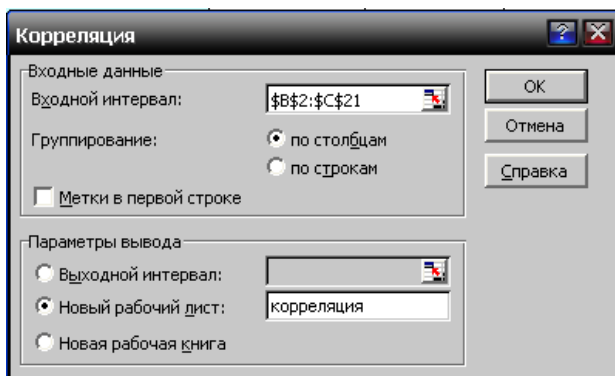 Корреляция
Входные данные
Входной интервал: $B$2:$C$21
Группирование: по столбцам
по строкам
Метки в первой строке
OK
Отмена
Справка
Параметры вывода
Выходной интервал:
Новый рабочий лист: корреляция
Новая рабочая книга